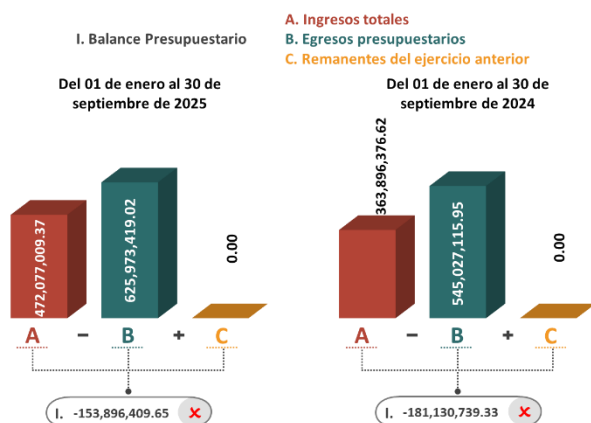 I. Balance Presupuestario
A. Ingresos totales
B. Egresos presupuestarios
C. Remanentes del ejercicio anterior
Del 01 de enero al 30 de
septiembre de 2025
472,077,009.37
625,973,419.02
0.00
A – B + C
I. -153,896,409.65 ✘
Del 01 de enero al 30 de
septiembre de 2024
363,896,376.62
545,027,115.95
0.00
A – B + C
I. -181,130,739.33 ✘